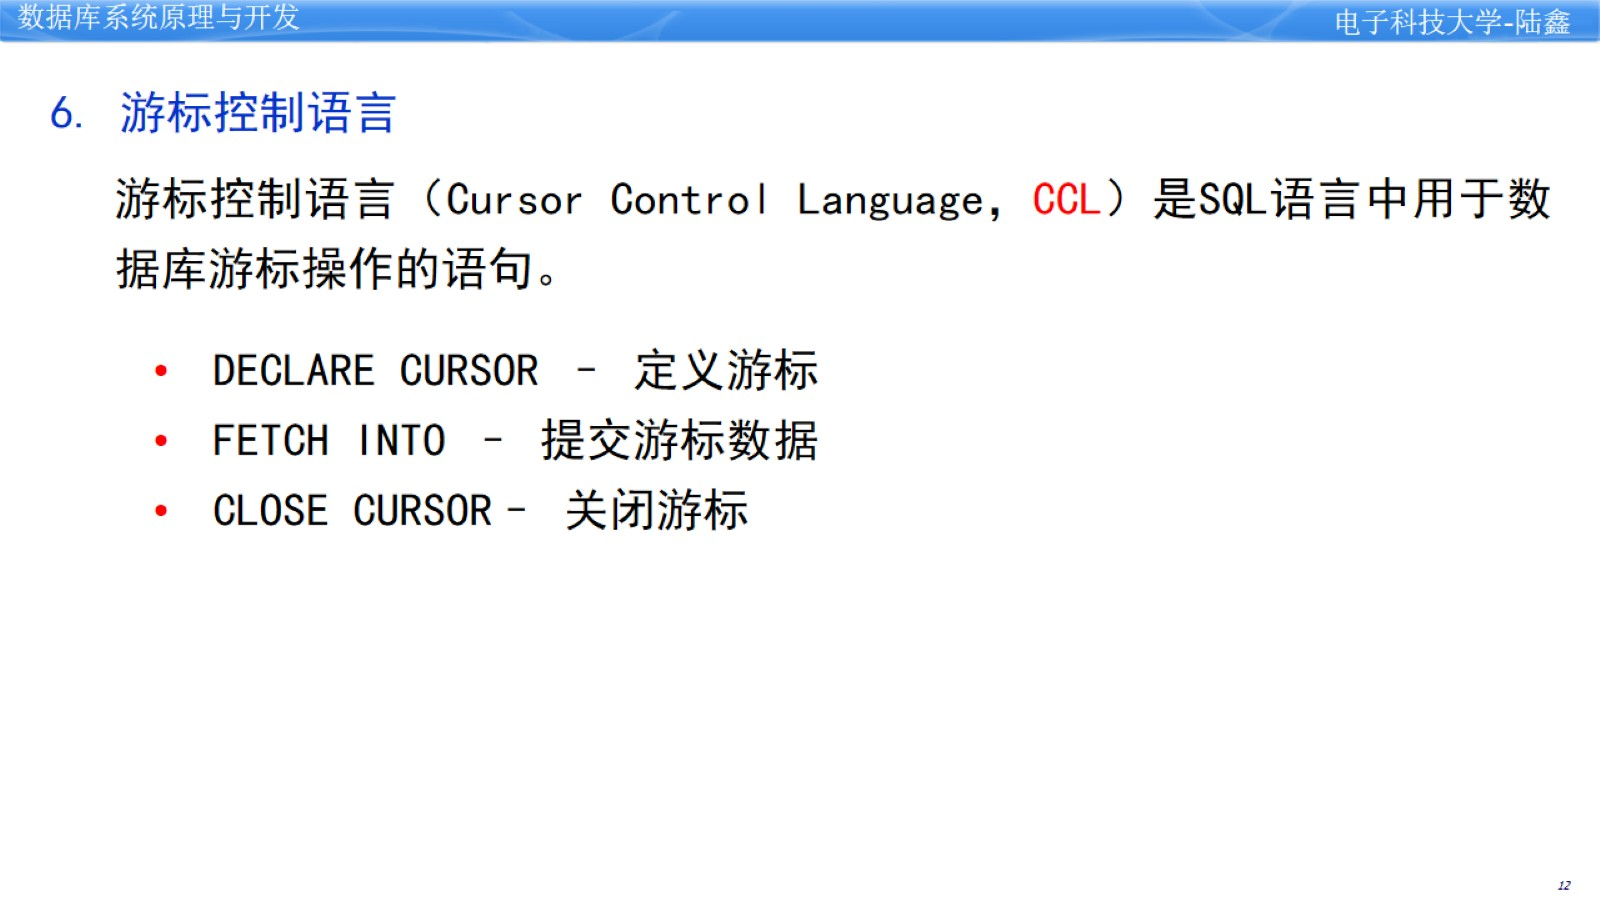 数据库系统原理与开发
电子科技大学-陆鑫
6. 游标控制语言
游标控制语言（Cursor Control Language，CCL）是SQL语言中用于数
据库游标操作的语句。
• DECLARE CURSOR – 定义游标
• FETCH INTO – 提交游标数据
• CLOSE CURSOR – 关闭游标
12